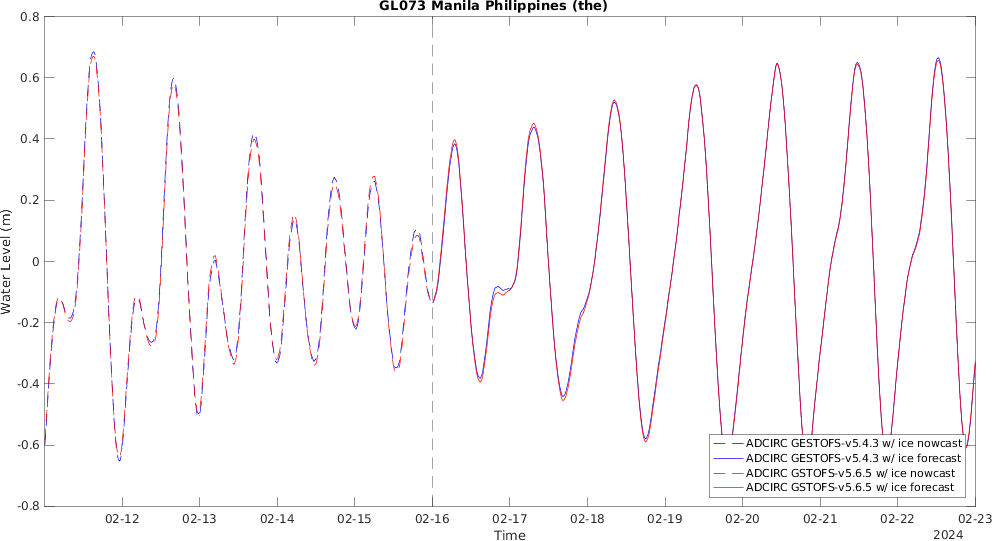 GL073 Manila Philippines (the)
0.8
0.6
0.4
0.2
0
-0.2
-0.4
-0.6
-0.8
Water Level (m)
ADCIRC GESTOFS-v5.4.3 w/ ice nowcast
ADCIRC GESTOFS-v5.4.3 w/ ice forecast
ADCIRC GSTOFS-v5.6.5 w/ ice nowcast
ADCIRC GSTOFS-v5.6.5 w/ ice forecast
02-12 02-13 02-14 02-15 02-16 02-17 02-18 02-19 02-20 02-21 02-22 02-23
Time
2024